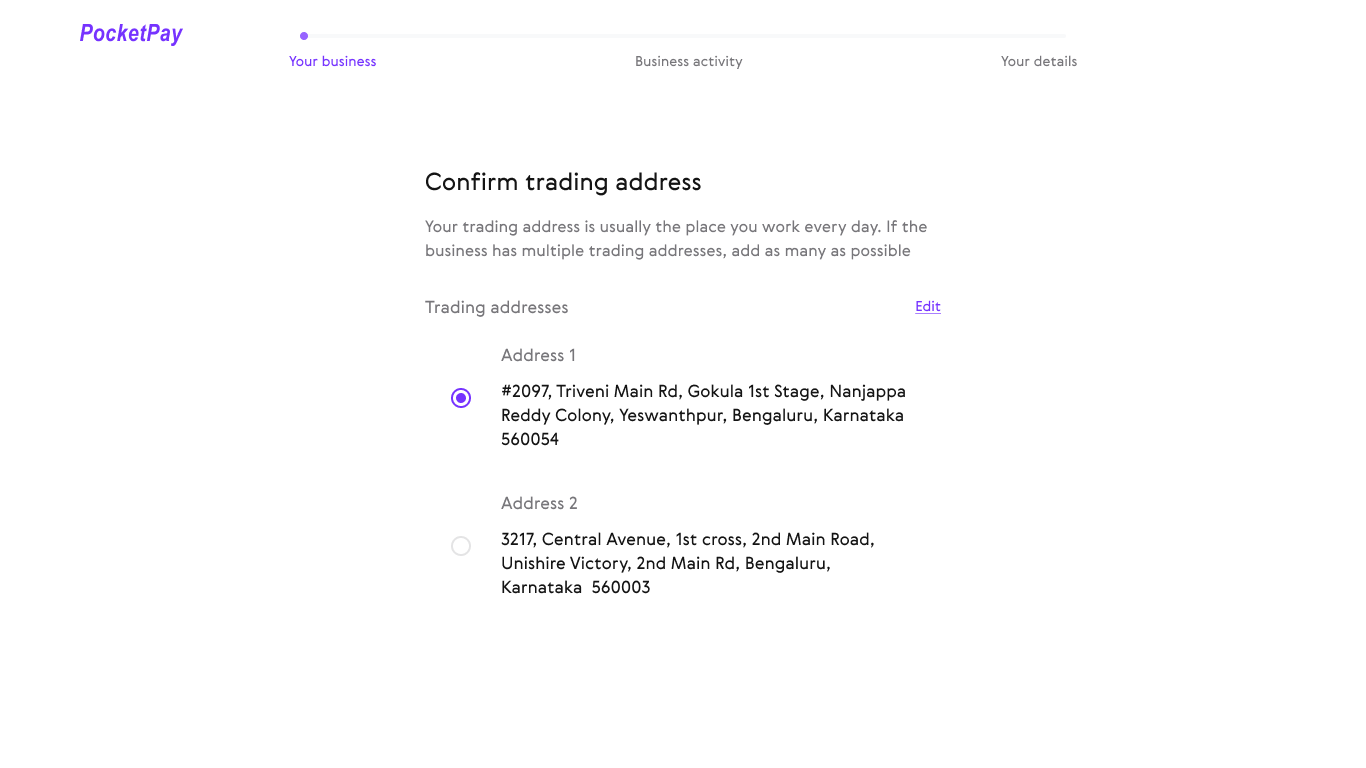 PocketPay
Your business
Business activity
Your details
Confirm trading address
Your trading address is usually the place you work every day. If the
business has multiple trading addresses, add as many as possible
Trading addresses
Edit
Address 1
#2097, Triveni Main Rd, Gokula 1st Stage, Nanjappa
Reddy Colony, Yeswanthpur, Bengaluru, Karnataka
560054
Address 2
3217, Central Avenue, 1st cross, 2nd Main Road,
Unishire Victory, 2nd Main Rd, Bengaluru,
Karnataka  560003